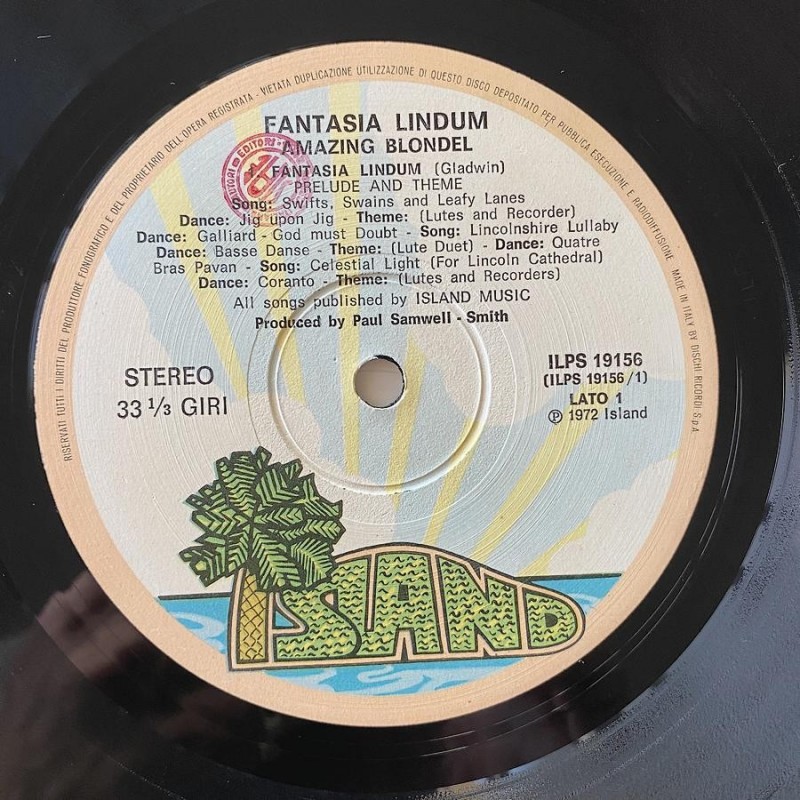 RISERVATI TUTTI I DIRITTI DEL PRODUTTORE FONOGRAFICO E DEL PROPRIETARIO DELL'OPERA REGISTRATA - VIETATA DUPLICAZIONE UTILIZZAZIONE DI QUESTO DISCO DEPOSITATO PER PUBBLICA ESECUZIONE E RADIODIFFUSIONE. MADE IN ITALY BY DISCHI RICORDI S.p.A.
FANTASIA LINDUM
AMAZING BLONDEL
AUTORI EDITORI
FANTASIA LINDUM (Gladwin)
PRELUDE AND THEME
Song: Swifts, Swains and Leafy Lanes
Dance: Jig upon Jig - Theme: (Lutes and Recorder)
Dance: Galliard - God must Doubt - Song: Lincolnshire Lullaby
Dance: Basse Danse - Theme: (Lute Duet) - Dance: Quatre
Bras Pavan - Song: Celestial Light (For Lincoln Cathedral)
Dance: Coranto - Theme: (Lutes and Recorders)
All songs published by ISLAND MUSIC
Produced by Paul Samwell - Smith
STEREO
33 1/3 GIRI
ILPS 19156
(ILPS 19156/1)
LATO 1
℗ 1972 Island
ISLAND